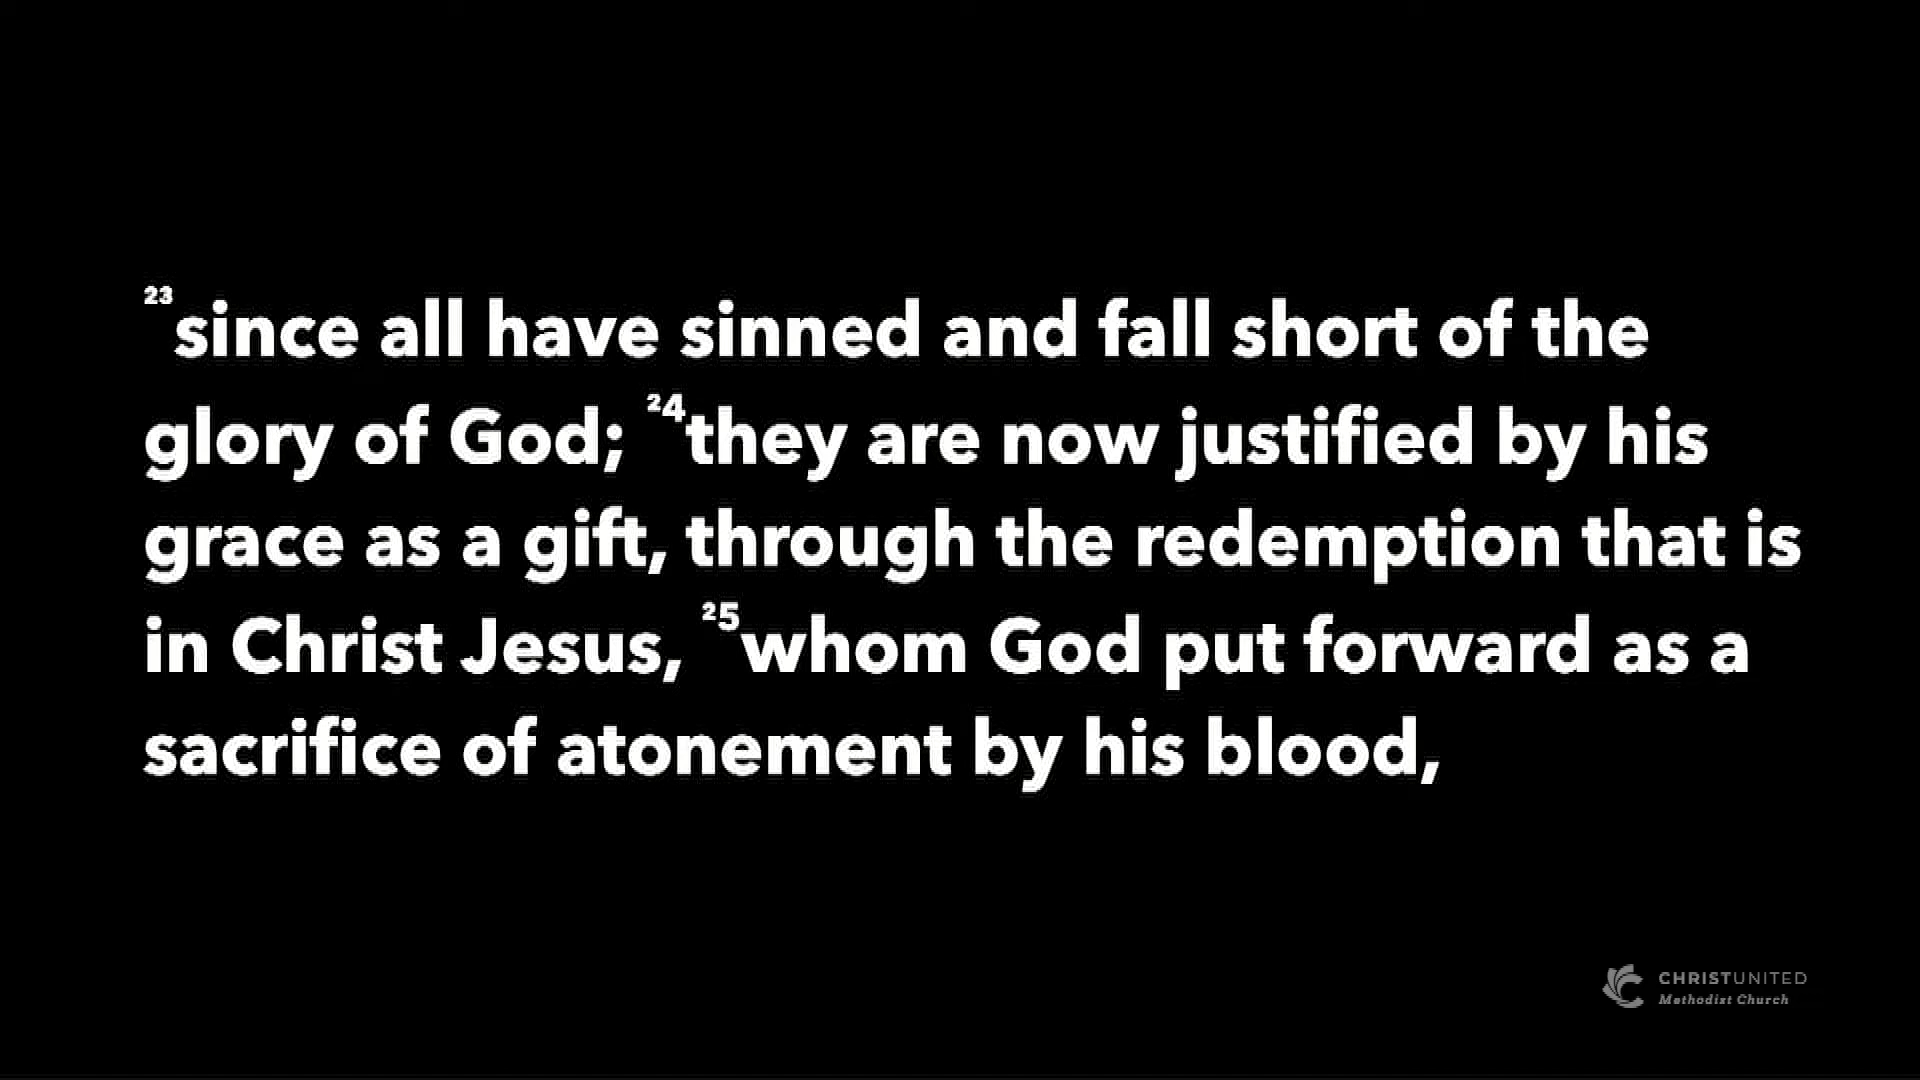 ²³since all have sinned and fall short of the
glory of God; ²⁴they are now justified by his
grace as a gift, through the redemption that is
in Christ Jesus, ²⁵whom God put forward as a
sacrifice of atonement by his blood,
CHRISTUNITED
Methodist Church